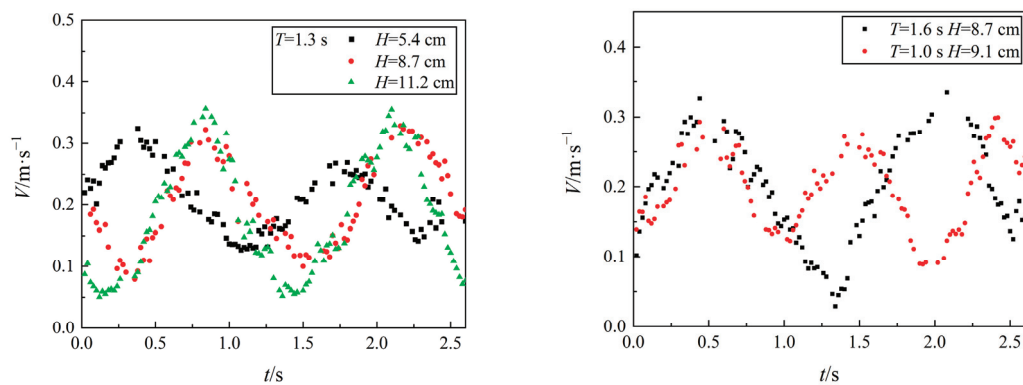 0.5
0.4
0.3
0.2
0.1
0.0
V/m·s⁻¹
T=1.3 s
H=5.4 cm
H=8.7 cm
H=11.2 cm
0.0 0.5 1.0 1.5 2.0 2.5
t/s
0.4
0.3
0.2
0.1
0.0
V/m·s⁻¹
T=1.6 s H=8.7 cm
T=1.0 s H=9.1 cm
0.0 0.5 1.0 1.5 2.0 2.5
t/s